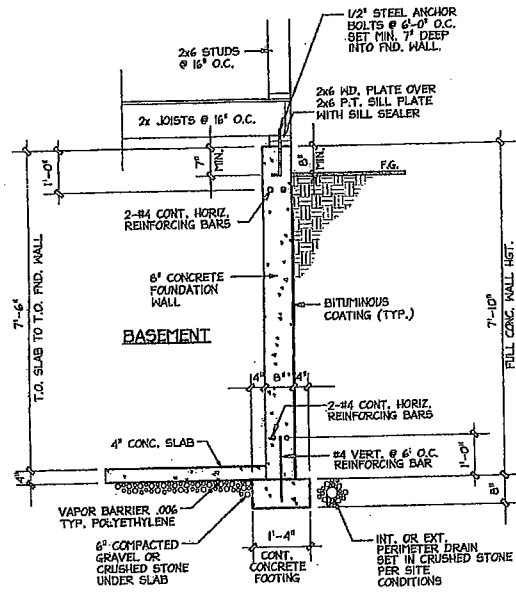 1/2" STEEL ANCHOR
BOLTS @ 6'-0" O.C.
SET MIN. 7" DEEP
INTO FND. WALL.
2x6 STUDS
@ 16" O.C.
2x6 WD. PLATE OVER
2x6 P.T. SILL PLATE
WITH SILL SEALER
2x JOISTS @ 16" O.C.
7"
MIN.
8"
MIN.
F.G.
1'-0"
2-#4 CONT. HORIZ.
REINFORCING BARS
8" CONCRETE
FOUNDATION
WALL
BITUMINOUS
COATING (TYP.)
BASEMENT
7'-6"
T.O. SLAB TO T.O. FND. WALL
7'-10"
FULL CONC. WALL HGT.
4" 8" 4"
2-#4 CONT. HORIZ.
REINFORCING BARS
4" CONC. SLAB
#4 VERT. @ 6' O.C.
REINFORCING BAR
1'-0"
4"
8"
VAPOR BARRIER .006
TYP. POLYETHYLENE
6" COMPACTED
GRAVEL OR
CRUSHED STONE
UNDER SLAB
1'-4"
CONT.
CONCRETE
FOOTING
INT. OR EXT.
PERIMETER DRAIN
SET IN CRUSHED STONE
PER SITE
CONDITIONS